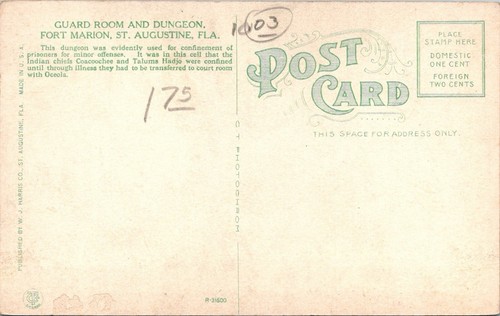 GUARD ROOM AND DUNGEON,
FORT MARION, ST. AUGUSTINE, FLA.
This dungeon was evidently used for confinement of
prisoners for minor offenses. It was in this cell that the
Indian chiefs Coacooche and Talums Hadjo were confined
until through illness they had to be transferred to court room
with Oceola.
1003
175
POST
CARD
THIS SPACE FOR ADDRESS ONLY.
PLACE
STAMP HERE
DOMESTIC
ONE CENT
FOREIGN
TWO CENTS
PUBLISHED BY W. J. HARRIS CO., ST. AUGUSTINE, FLA. MADE IN U.S.A.
R-31600